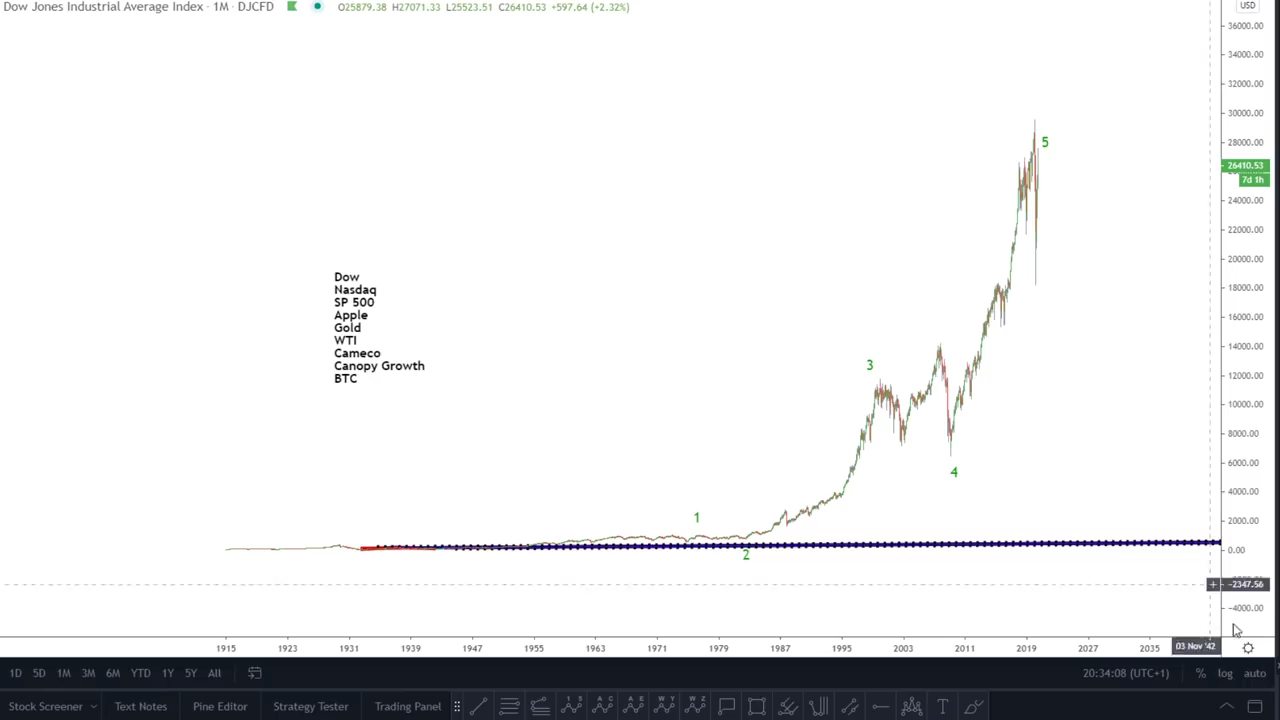 Dow Jones Industrial Average Index · 1M · DJCFD O25879.38 H27071.33 L25523.51 C26410.53 +597.64 (+2.32%)
USD
36000.00
34000.00
32000.00
30000.00
28000.00
26410.53
7d 1h
24000.00
22000.00
20000.00
18000.00
16000.00
14000.00
12000.00
10000.00
8000.00
6000.00
4000.00
2000.00
0.00
−2347.56
−4000.00
5
3
4
1
2
Dow
Nasdaq
SP 500
Apple
Gold
WTI
Cameco
Canopy Growth
BTC
1915 1923 1931 1939 1947 1955 1963 1971 1979 1987 1995 2003 2011 2019 2027 2035 03 Nov '42
1D 5D 1M 3M 6M YTD 1Y 5Y All 20:34:08 (UTC+1) % log auto
Stock Screener Text Notes Pine Editor Strategy Tester Trading Panel